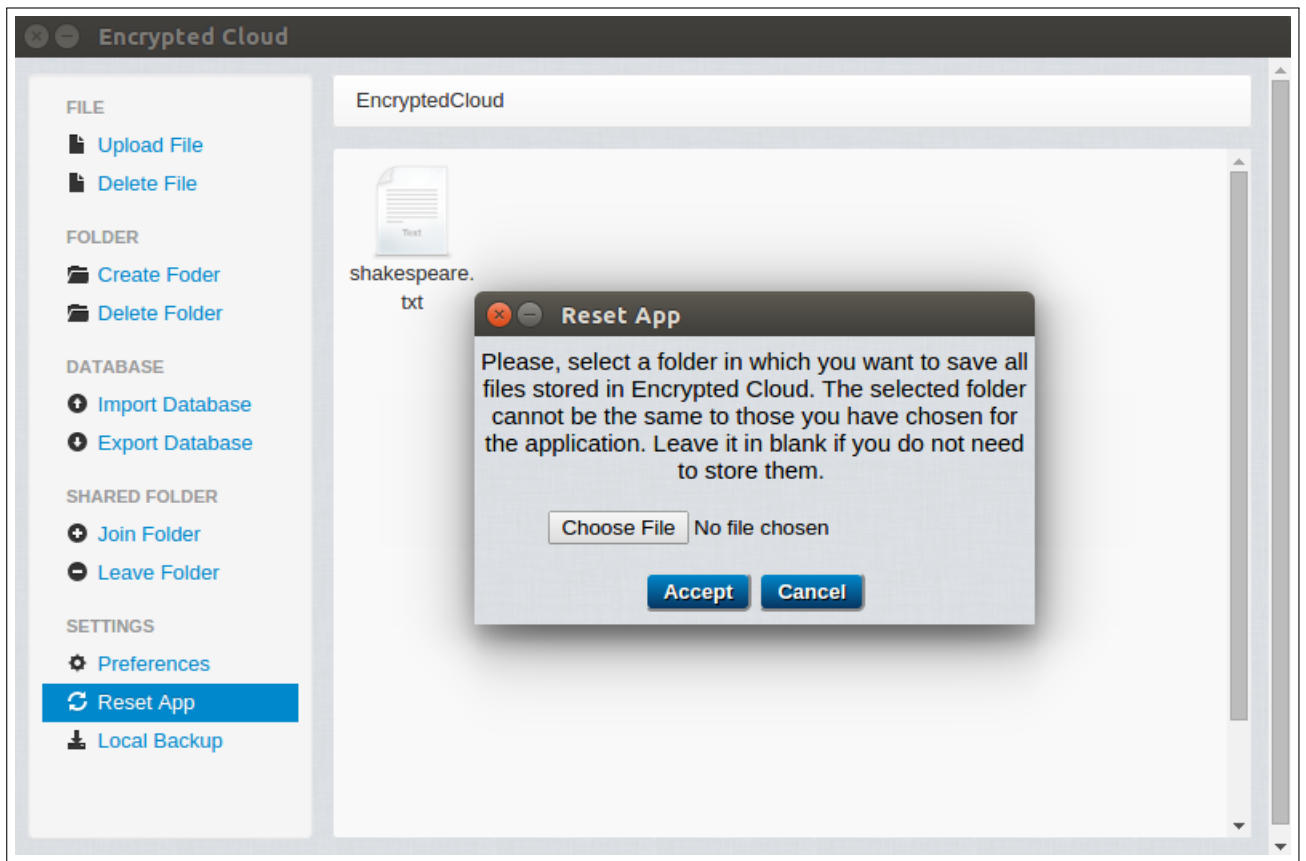 Encrypted Cloud
FILE
Upload File
Delete File
FOLDER
Create Foder
Delete Folder
DATABASE
Import Database
Export Database
SHARED FOLDER
Join Folder
Leave Folder
SETTINGS
Preferences
Reset App
Local Backup
EncryptedCloud
Text
shakespeare.
txt
Reset App
Please, select a folder in which you want to save all
files stored in Encrypted Cloud. The selected folder
cannot be the same to those you have chosen for
the application. Leave it in blank if you do not need
to store them.
Choose File No file chosen
Accept Cancel